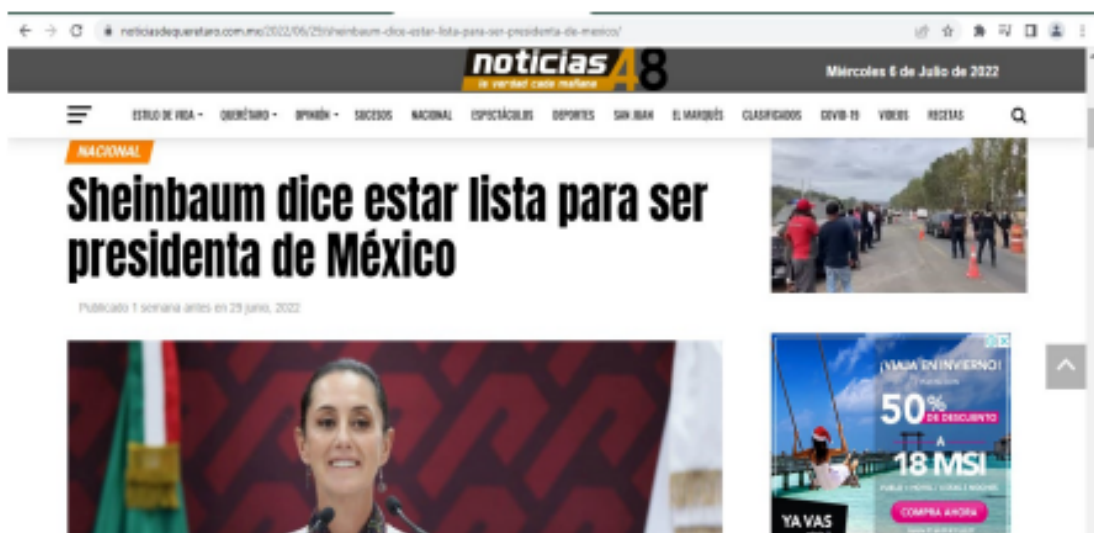 noticiasdequeretaro.com.mx/2022/06/29/sheinbaum-dice-estar-lista-para-ser-presidenta-de-mexico/
noticias 48
la verdad cada mañana
Miércoles 6 de Julio de 2022
ESTILO DE VIDA QUERÉTARO OPINIÓN SUCESOS NACIONAL ESPECTÁCULOS DEPORTES SAN JUAN EL MARQUÉS CLASIFICADOS COVID-19 VIDEOS RECETAS
NACIONAL
Sheinbaum dice estar lista para ser
presidenta de México
Publicado 1 semana antes en 29 junio, 2022
¡VIAJA EN INVIERNO!
50%
DE DESCUENTO
A
18 MSI
COMPRA AHORA
YA VAS